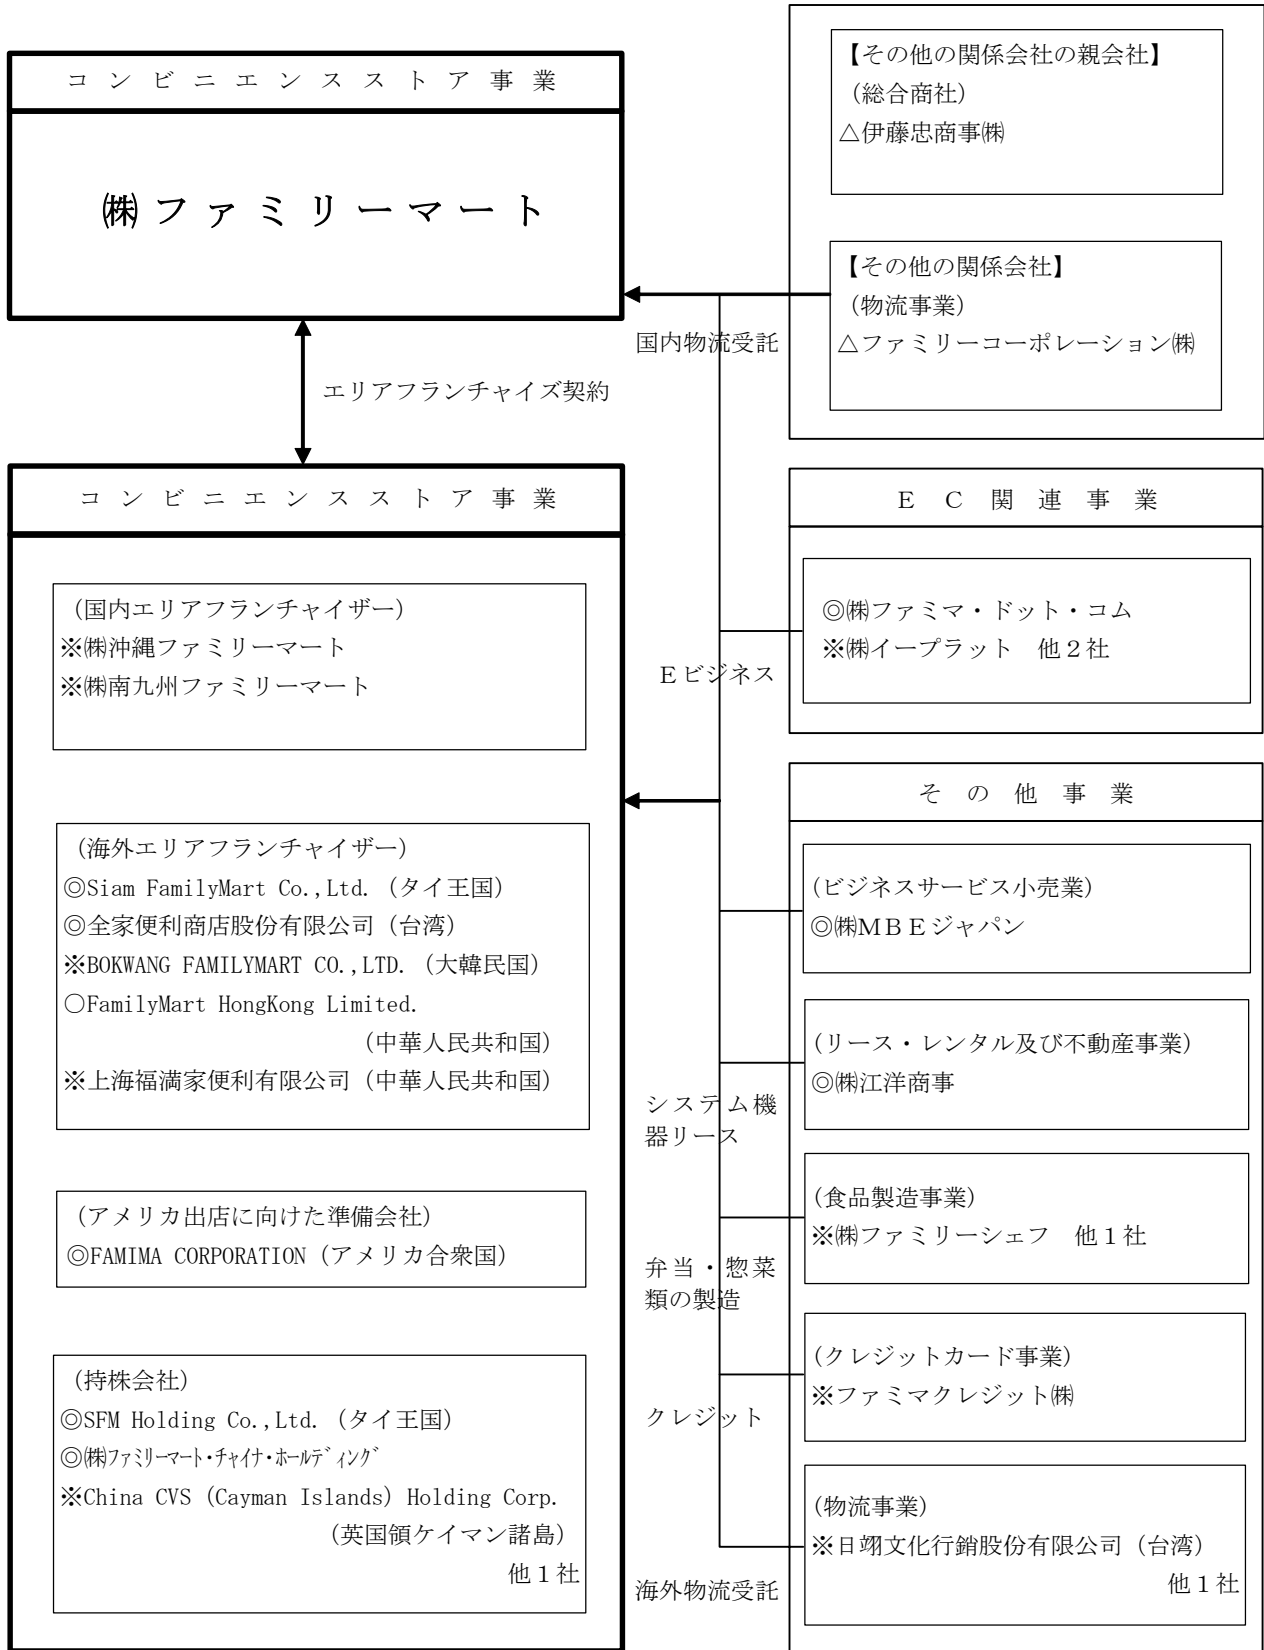 コンビニエンスストア事業
㈱ファミリーマート
エリアフランチャイズ契約
【その他の関係会社の親会社】
（総合商社）
△伊藤忠商事㈱
【その他の関係会社】
（物流事業）
△ファミリーコーポレーション㈱
国内物流受託
コンビニエンスストア事業
（国内エリアフランチャイザー）
※㈱沖縄ファミリーマート
※㈱南九州ファミリーマート
（海外エリアフランチャイザー）
◎Siam FamilyMart Co.,Ltd.（タイ王国）
◎全家便利商店股份有限公司（台湾）
※BOKWANG FAMILYMART CO.,LTD.（大韓民国）
○FamilyMart HongKong Limited.
（中華人民共和国）
※上海福満家便利有限公司（中華人民共和国）
（アメリカ出店に向けた準備会社）
◎FAMIMA CORPORATION（アメリカ合衆国）
（持株会社）
◎SFM Holding Co.,Ltd.（タイ王国）
◎㈱ﾌｧﾐﾘｰﾏｰﾄ・ﾁｬｲﾅ・ﾎｰﾙﾃﾞｨﾝｸﾞ
※China CVS (Cayman Islands) Holding Corp.
（英国領ケイマン諸島）
他１社
ＥＣ関連事業
◎㈱ファミマ・ドット・コム
※㈱イープラット　他２社
Ｅビジネス
その他事業
（ビジネスサービス小売業）
◎㈱ＭＢＥジャパン
（リース・レンタル及び不動産事業）
◎㈱江洋商事
システム機
器リース
（食品製造事業）
※㈱ファミリーシェフ　他１社
弁当・惣菜
類の製造
（クレジットカード事業）
※ファミマクレジット㈱
クレジット
（物流事業）
※日翊文化行銷股份有限公司（台湾）
他１社
海外物流受託